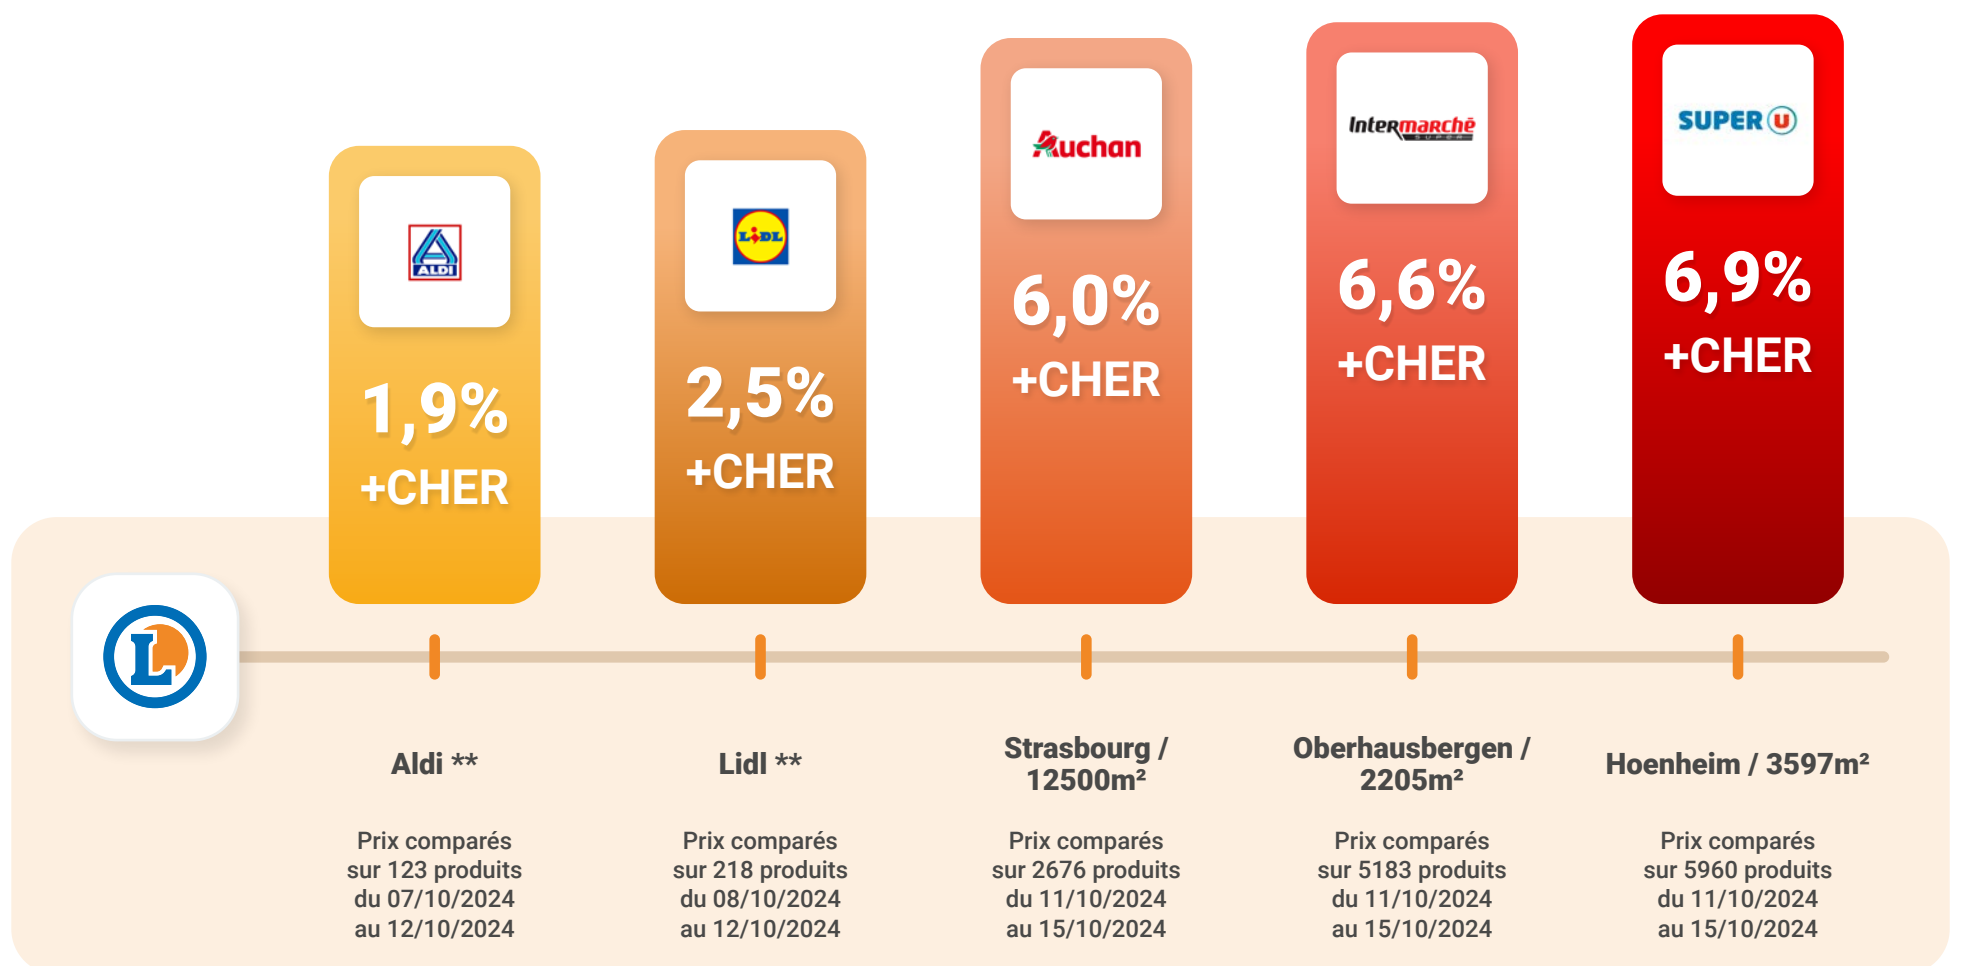 ALDI
1,9%
+CHER
LIDL
2,5%
+CHER
Auchan
6,0%
+CHER
Intermarché
SUPER
6,6%
+CHER
SUPER U
6,9%
+CHER
L
Aldi **
Prix comparés
sur 123 produits
du 07/10/2024
au 12/10/2024
Lidl **
Prix comparés
sur 218 produits
du 08/10/2024
au 12/10/2024
Strasbourg /
12500m²
Prix comparés
sur 2676 produits
du 11/10/2024
au 15/10/2024
Oberhausbergen /
2205m²
Prix comparés
sur 5183 produits
du 11/10/2024
au 15/10/2024
Hoenheim / 3597m²
Prix comparés
sur 5960 produits
du 11/10/2024
au 15/10/2024